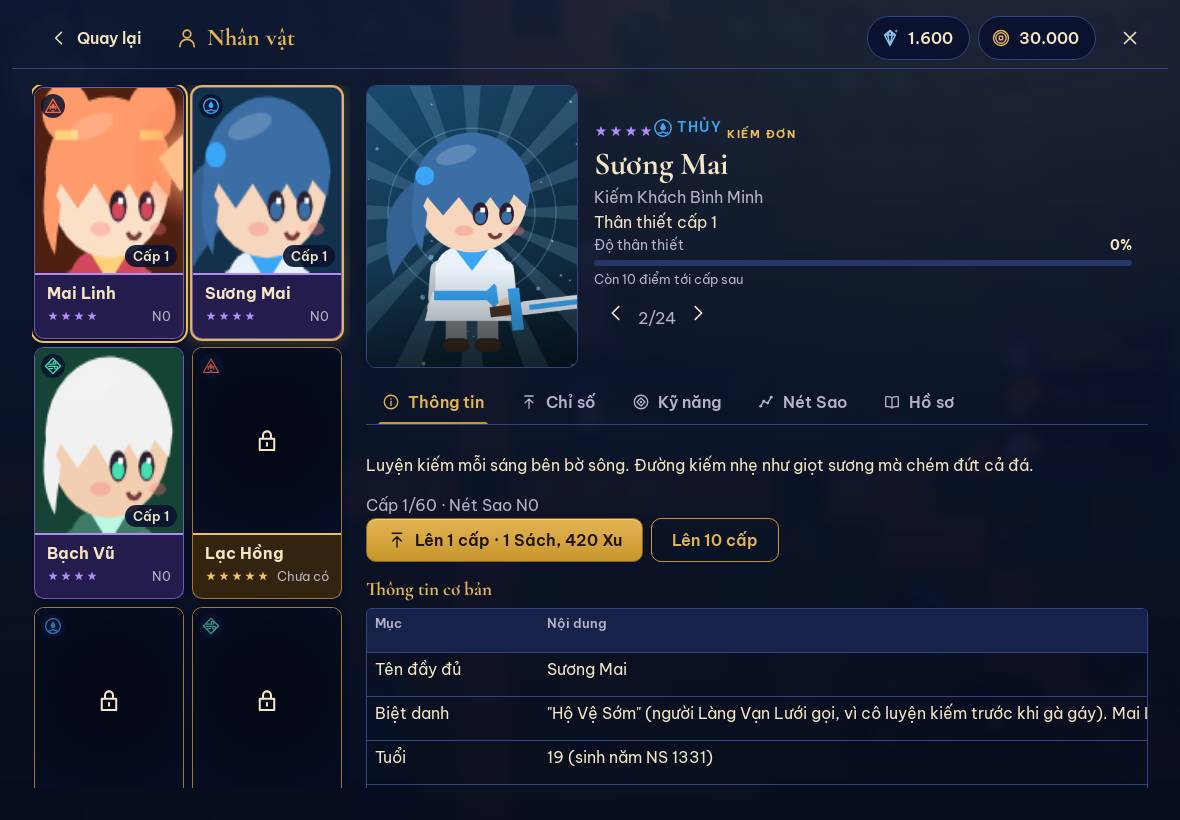 Quay lại
Nhân vật
1.600
30.000
Cấp 1
Mai Linh
N0
Cấp 1
Sương Mai
N0
Cấp 1
Bạch Vũ
N0
Lạc Hồng
Chưa có
THỦY KIẾM ĐƠN
Sương Mai
Kiếm Khách Bình Minh
Thân thiết cấp 1
Độ thân thiết 0%
Còn 10 điểm tới cấp sau
2/24
Thông tin Chỉ số Kỹ năng Nét Sao Hồ sơ
Luyện kiếm mỗi sáng bên bờ sông. Đường kiếm nhẹ như giọt sương mà chém đứt cả đá.
Cấp 1/60 · Nét Sao N0
Lên 1 cấp · 1 Sách, 420 Xu Lên 10 cấp
Thông tin cơ bản
Mục Nội dung
Tên đầy đủ Sương Mai
Biệt danh "Hộ Vệ Sớm" (người Làng Vạn Lưới gọi, vì cô luyện kiếm trước khi gà gáy). Mai
Tuổi 19 (sinh năm NS 1331)